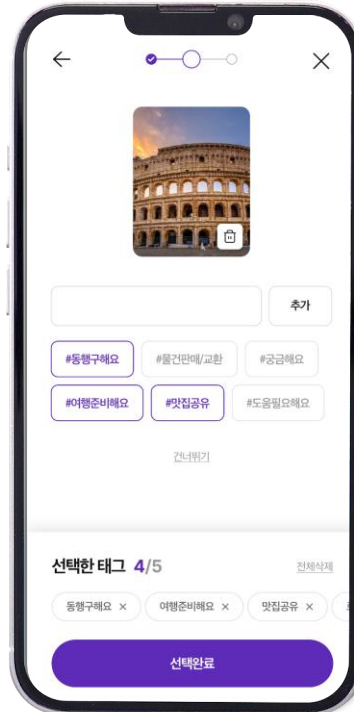 추가
#동행구해요 #물건판매/교환 #궁금해요
#여행준비해요 #맛집공유 #도움필요해요
건너뛰기
선택한 태그 4/5 전체삭제
동행구해요 × 여행준비해요 × 맛집공유 ×
선택완료